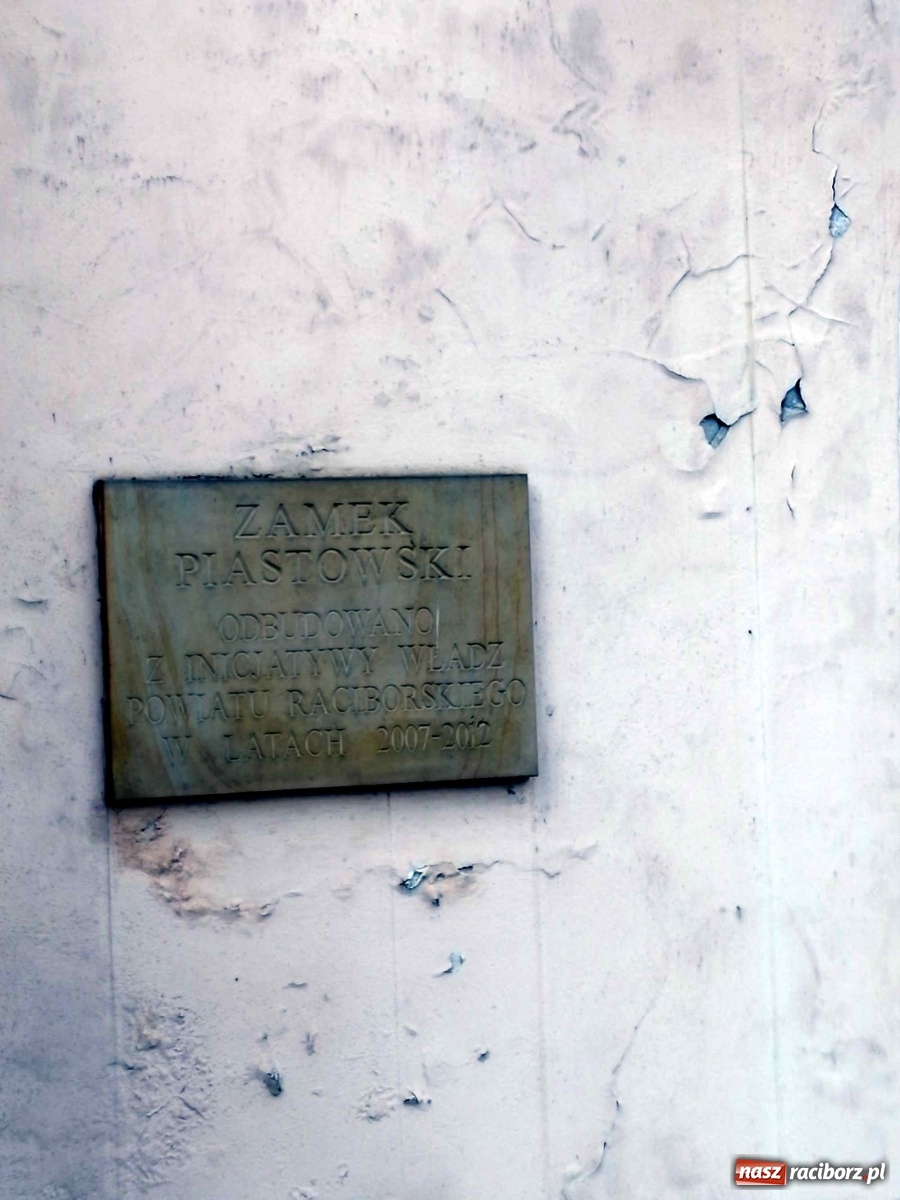 ZAMEK
PIASTOWSKI
ODBUDOWANO
Z INICJATYWY WŁADZ
POWIATU RACIBORSKIEGO
W LATACH 2007-2012
nasz raciborz.pl